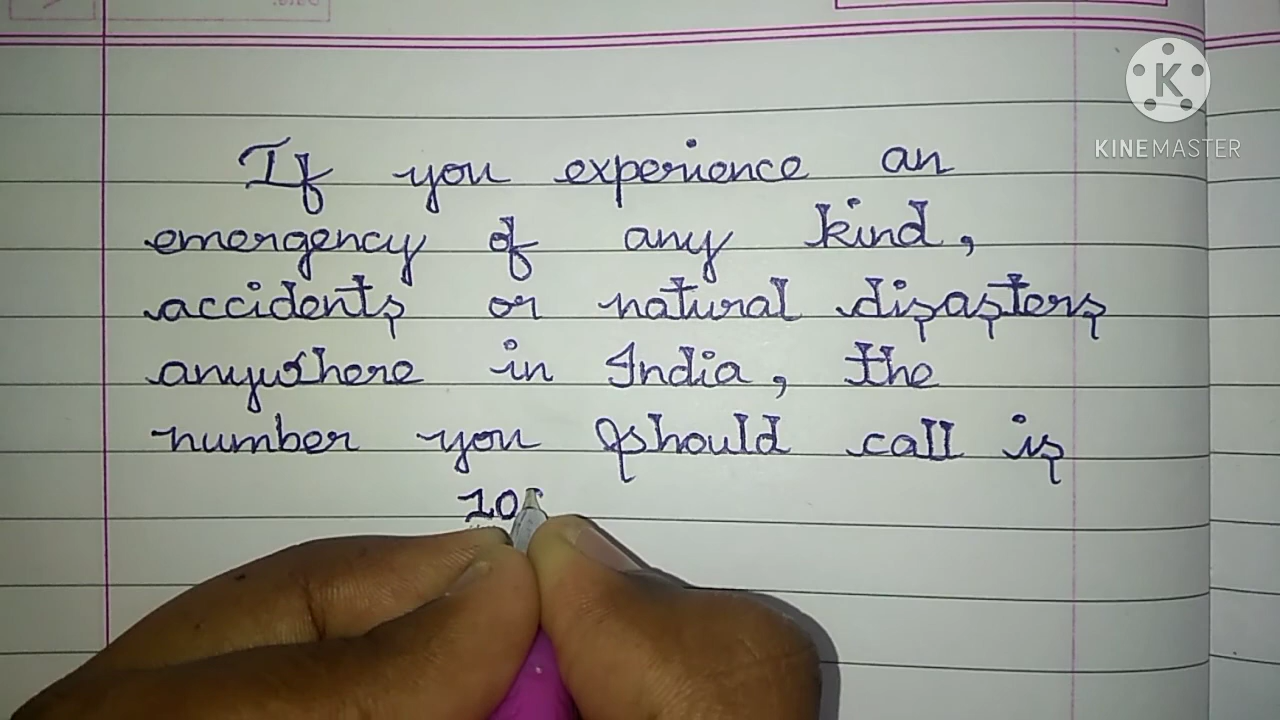 KINEMASTER
If you experience an
emergency of any kind,
accidents or natural disasters
anywhere in India, the
number you should call is
10